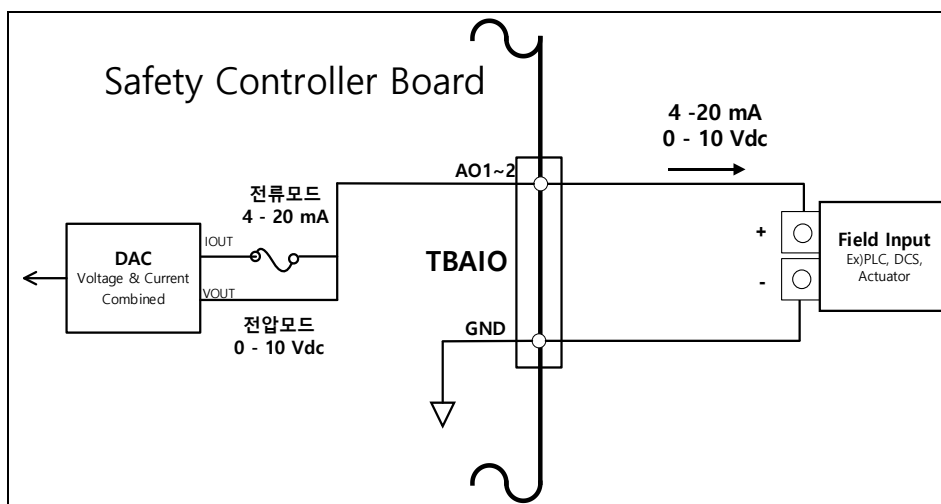 Safety Controller Board
4 -20 mA
0 - 10 Vdc
AO1~2
전류모드
4 - 20 mA
IOUT
DAC
Voltage & Current
Combined
VOUT
전압모드
0 - 10 Vdc
TBAIO
GND
+
-
Field Input
Ex)PLC, DCS,
Actuator